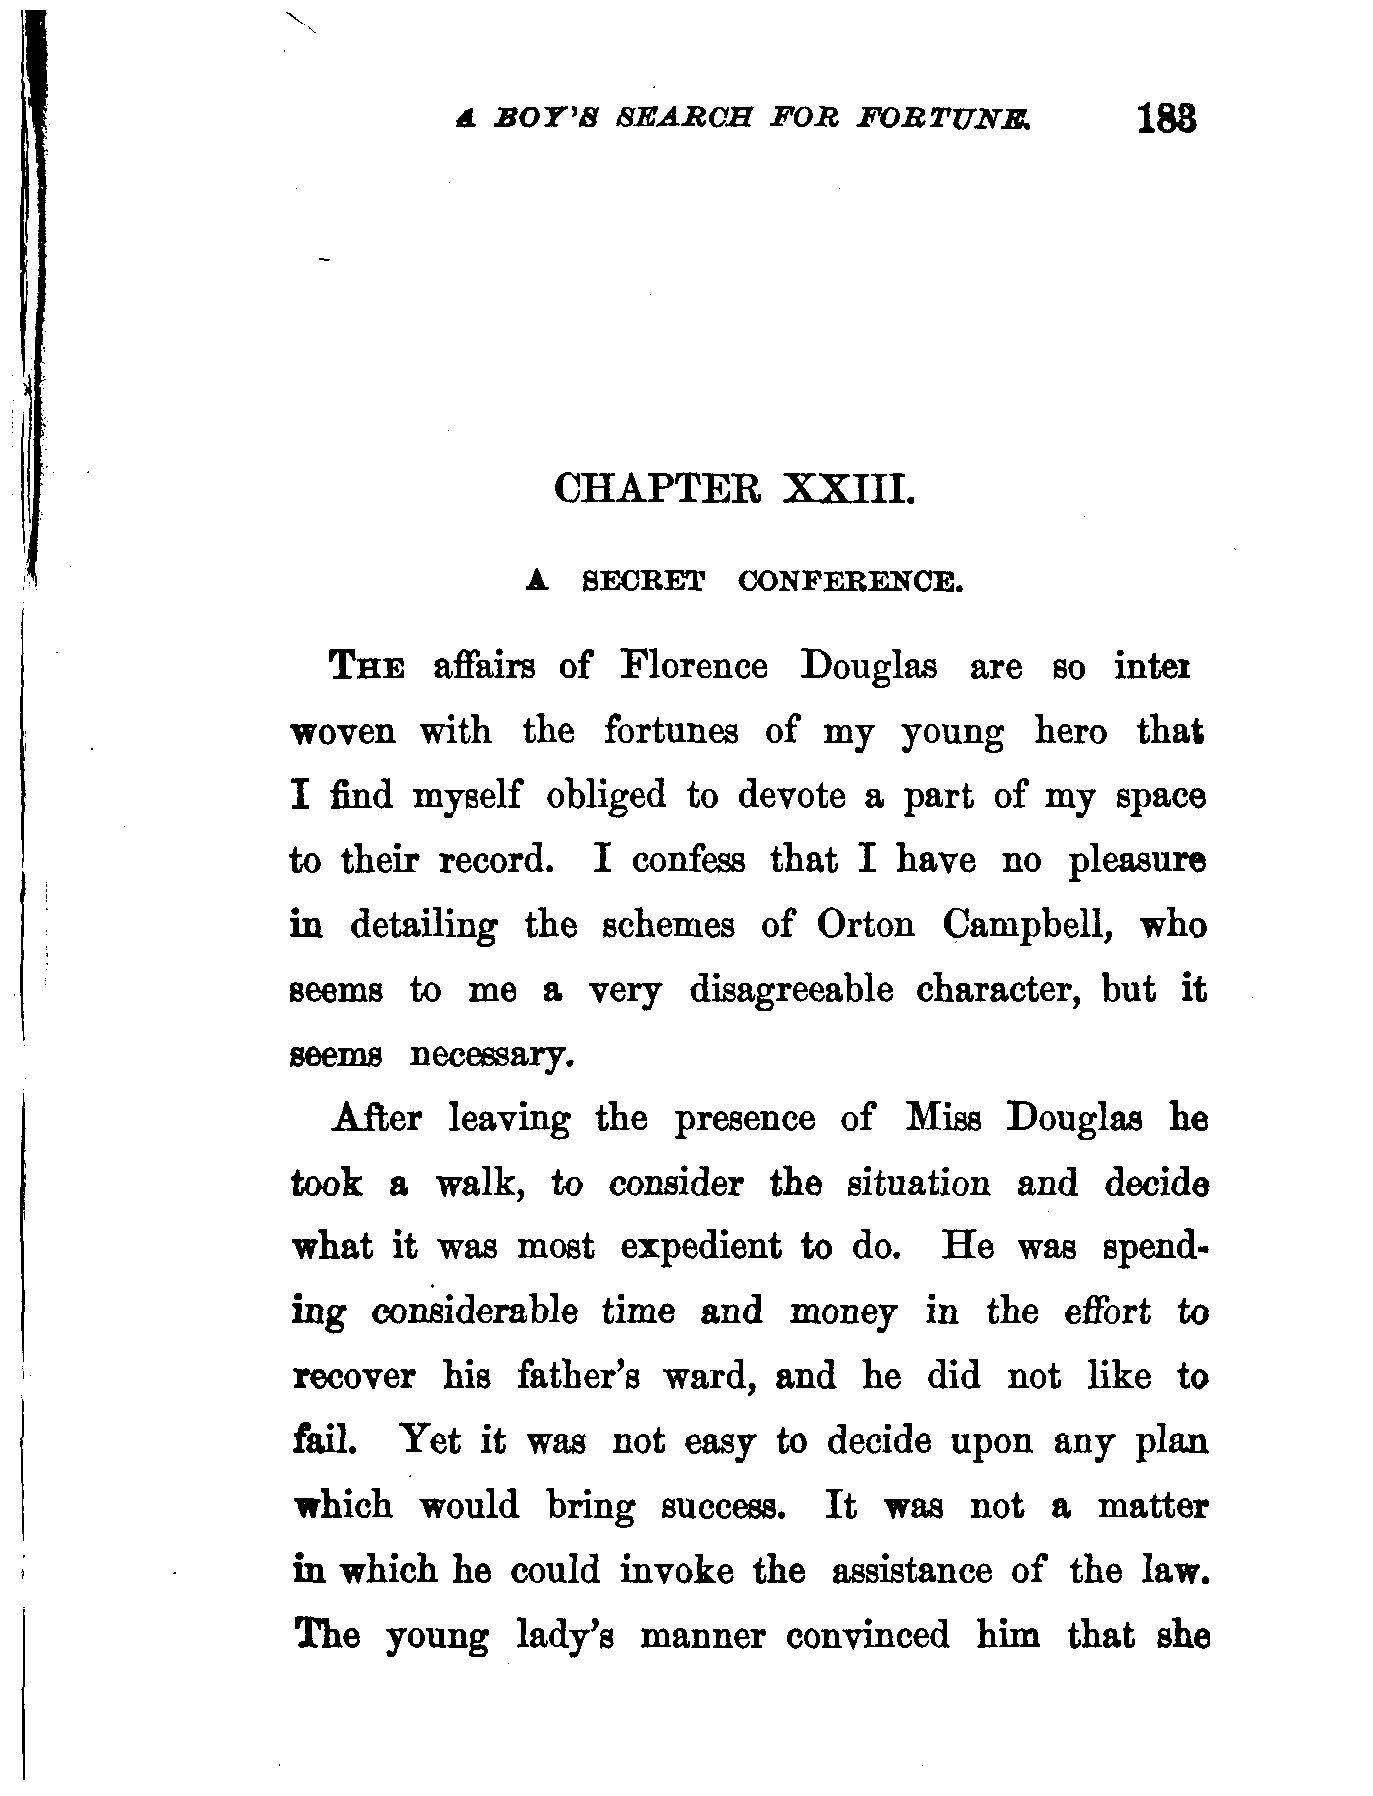 A BOY'S SEARCH FOR FORTUNE. 183
CHAPTER XXIII.
A SECRET CONFERENCE.
THE affairs of Florence Douglas are so inter
woven with the fortunes of my young hero that
I find myself obliged to devote a part of my space
to their record. I confess that I have no pleasure
in detailing the schemes of Orton Campbell, who
seems to me a very disagreeable character, but it
seems necessary.
After leaving the presence of Miss Douglas he
took a walk, to consider the situation and decide
what it was most expedient to do. He was spend-
ing considerable time and money in the effort to
recover his father's ward, and he did not like to
fail. Yet it was not easy to decide upon any plan
which would bring success. It was not a matter
in which he could invoke the assistance of the law.
The young lady's manner convinced him that she